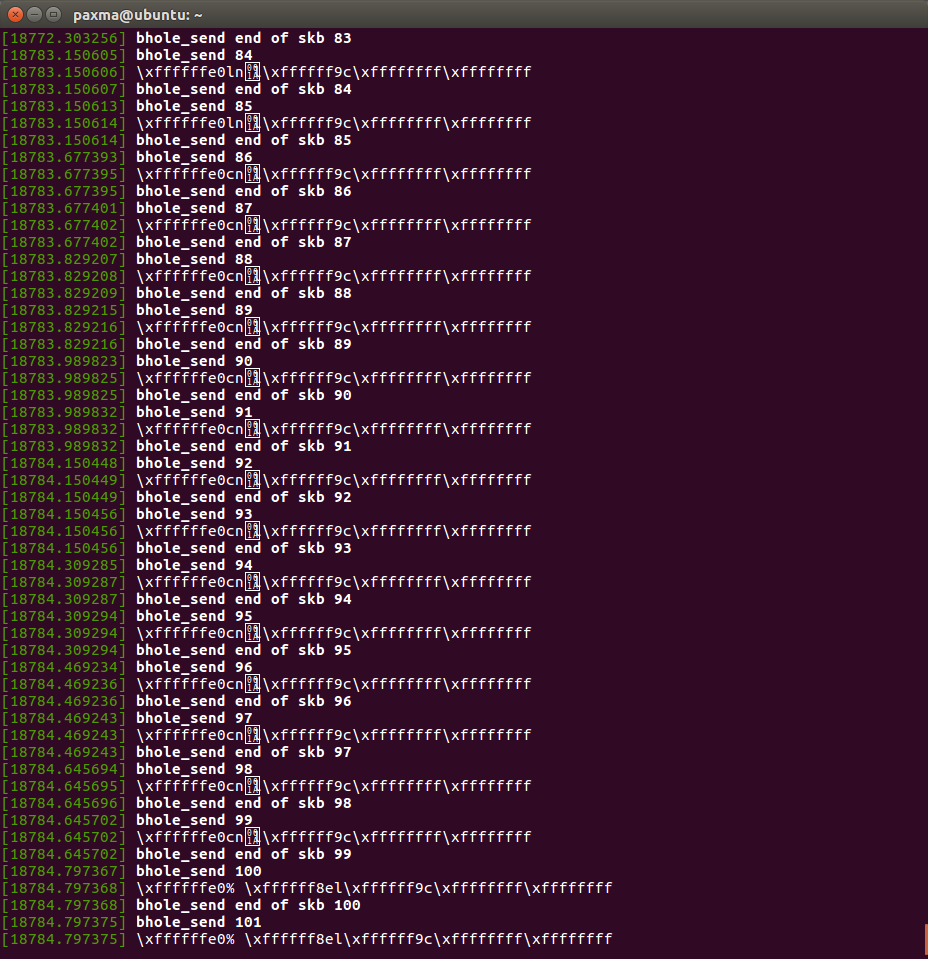 paxma@ubuntu: ~
[18772.303256] bhole_send end of skb 83
[18783.150605] bhole_send 84
[18783.150606] \xffffffe0ln\xffffff9c\xffffffff\xffffffff
[18783.150607] bhole_send end of skb 84
[18783.150613] bhole_send 85
[18783.150614] \xffffffe0ln\xffffff9c\xffffffff\xffffffff
[18783.150614] bhole_send end of skb 85
[18783.677393] bhole_send 86
[18783.677395] \xffffffe0cn\xffffff9c\xffffffff\xffffffff
[18783.677395] bhole_send end of skb 86
[18783.677401] bhole_send 87
[18783.677402] \xffffffe0cn\xffffff9c\xffffffff\xffffffff
[18783.677402] bhole_send end of skb 87
[18783.829207] bhole_send 88
[18783.829208] \xffffffe0cn\xffffff9c\xffffffff\xffffffff
[18783.829209] bhole_send end of skb 88
[18783.829215] bhole_send 89
[18783.829216] \xffffffe0cn\xffffff9c\xffffffff\xffffffff
[18783.829216] bhole_send end of skb 89
[18783.989823] bhole_send 90
[18783.989825] \xffffffe0cn\xffffff9c\xffffffff\xffffffff
[18783.989825] bhole_send end of skb 90
[18783.989832] bhole_send 91
[18783.989832] \xffffffe0cn\xffffff9c\xffffffff\xffffffff
[18783.989832] bhole_send end of skb 91
[18784.150448] bhole_send 92
[18784.150449] \xffffffe0cn\xffffff9c\xffffffff\xffffffff
[18784.150449] bhole_send end of skb 92
[18784.150456] bhole_send 93
[18784.150456] \xffffffe0cn\xffffff9c\xffffffff\xffffffff
[18784.150456] bhole_send end of skb 93
[18784.309285] bhole_send 94
[18784.309287] \xffffffe0cn\xffffff9c\xffffffff\xffffffff
[18784.309287] bhole_send end of skb 94
[18784.309294] bhole_send 95
[18784.309294] \xffffffe0cn\xffffff9c\xffffffff\xffffffff
[18784.309294] bhole_send end of skb 95
[18784.469234] bhole_send 96
[18784.469236] \xffffffe0cn\xffffff9c\xffffffff\xffffffff
[18784.469236] bhole_send end of skb 96
[18784.469243] bhole_send 97
[18784.469243] \xffffffe0cn\xffffff9c\xffffffff\xffffffff
[18784.469243] bhole_send end of skb 97
[18784.645694] bhole_send 98
[18784.645695] \xffffffe0cn\xffffff9c\xffffffff\xffffffff
[18784.645696] bhole_send end of skb 98
[18784.645702] bhole_send 99
[18784.645702] \xffffffe0cn\xffffff9c\xffffffff\xffffffff
[18784.645702] bhole_send end of skb 99
[18784.797367] bhole_send 100
[18784.797368] \xffffffe0% \xffffff8el\xffffff9c\xffffffff\xffffffff
[18784.797368] bhole_send end of skb 100
[18784.797375] bhole_send 101
[18784.797375] \xffffffe0% \xffffff8el\xffffff9c\xffffffff\xffffffff